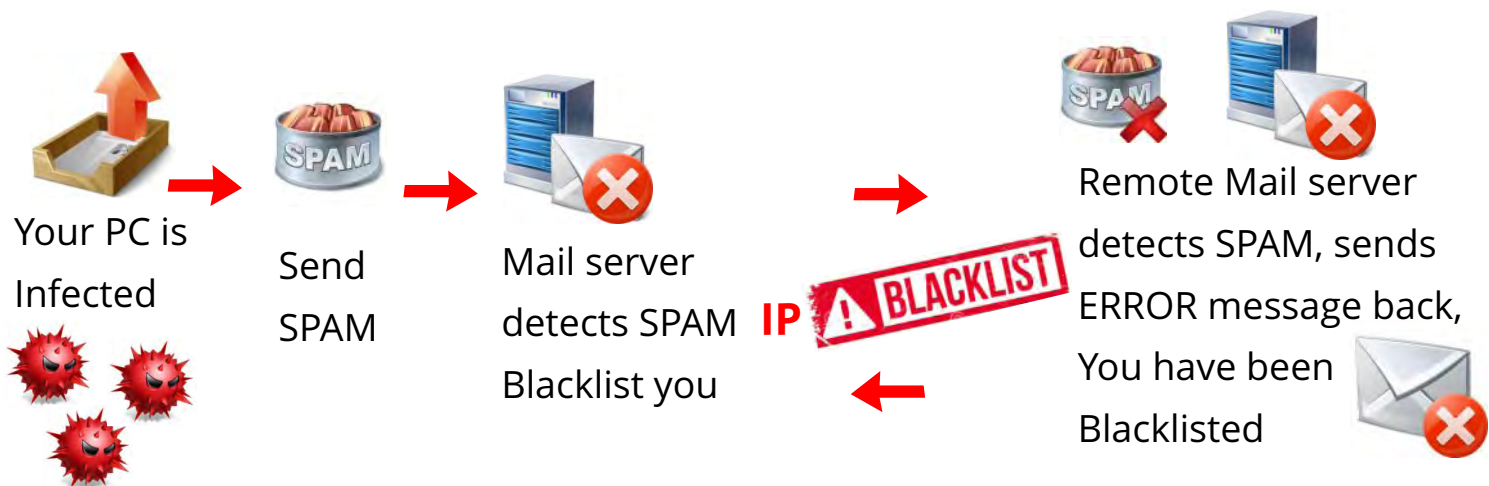 Your PC is
Infected
SPAM
Send
SPAM
Mail server
detects SPAM
Blacklist you
IP
BLACKLIST
SPAM
Remote Mail server
detects SPAM, sends
ERROR message back,
You have been
Blacklisted